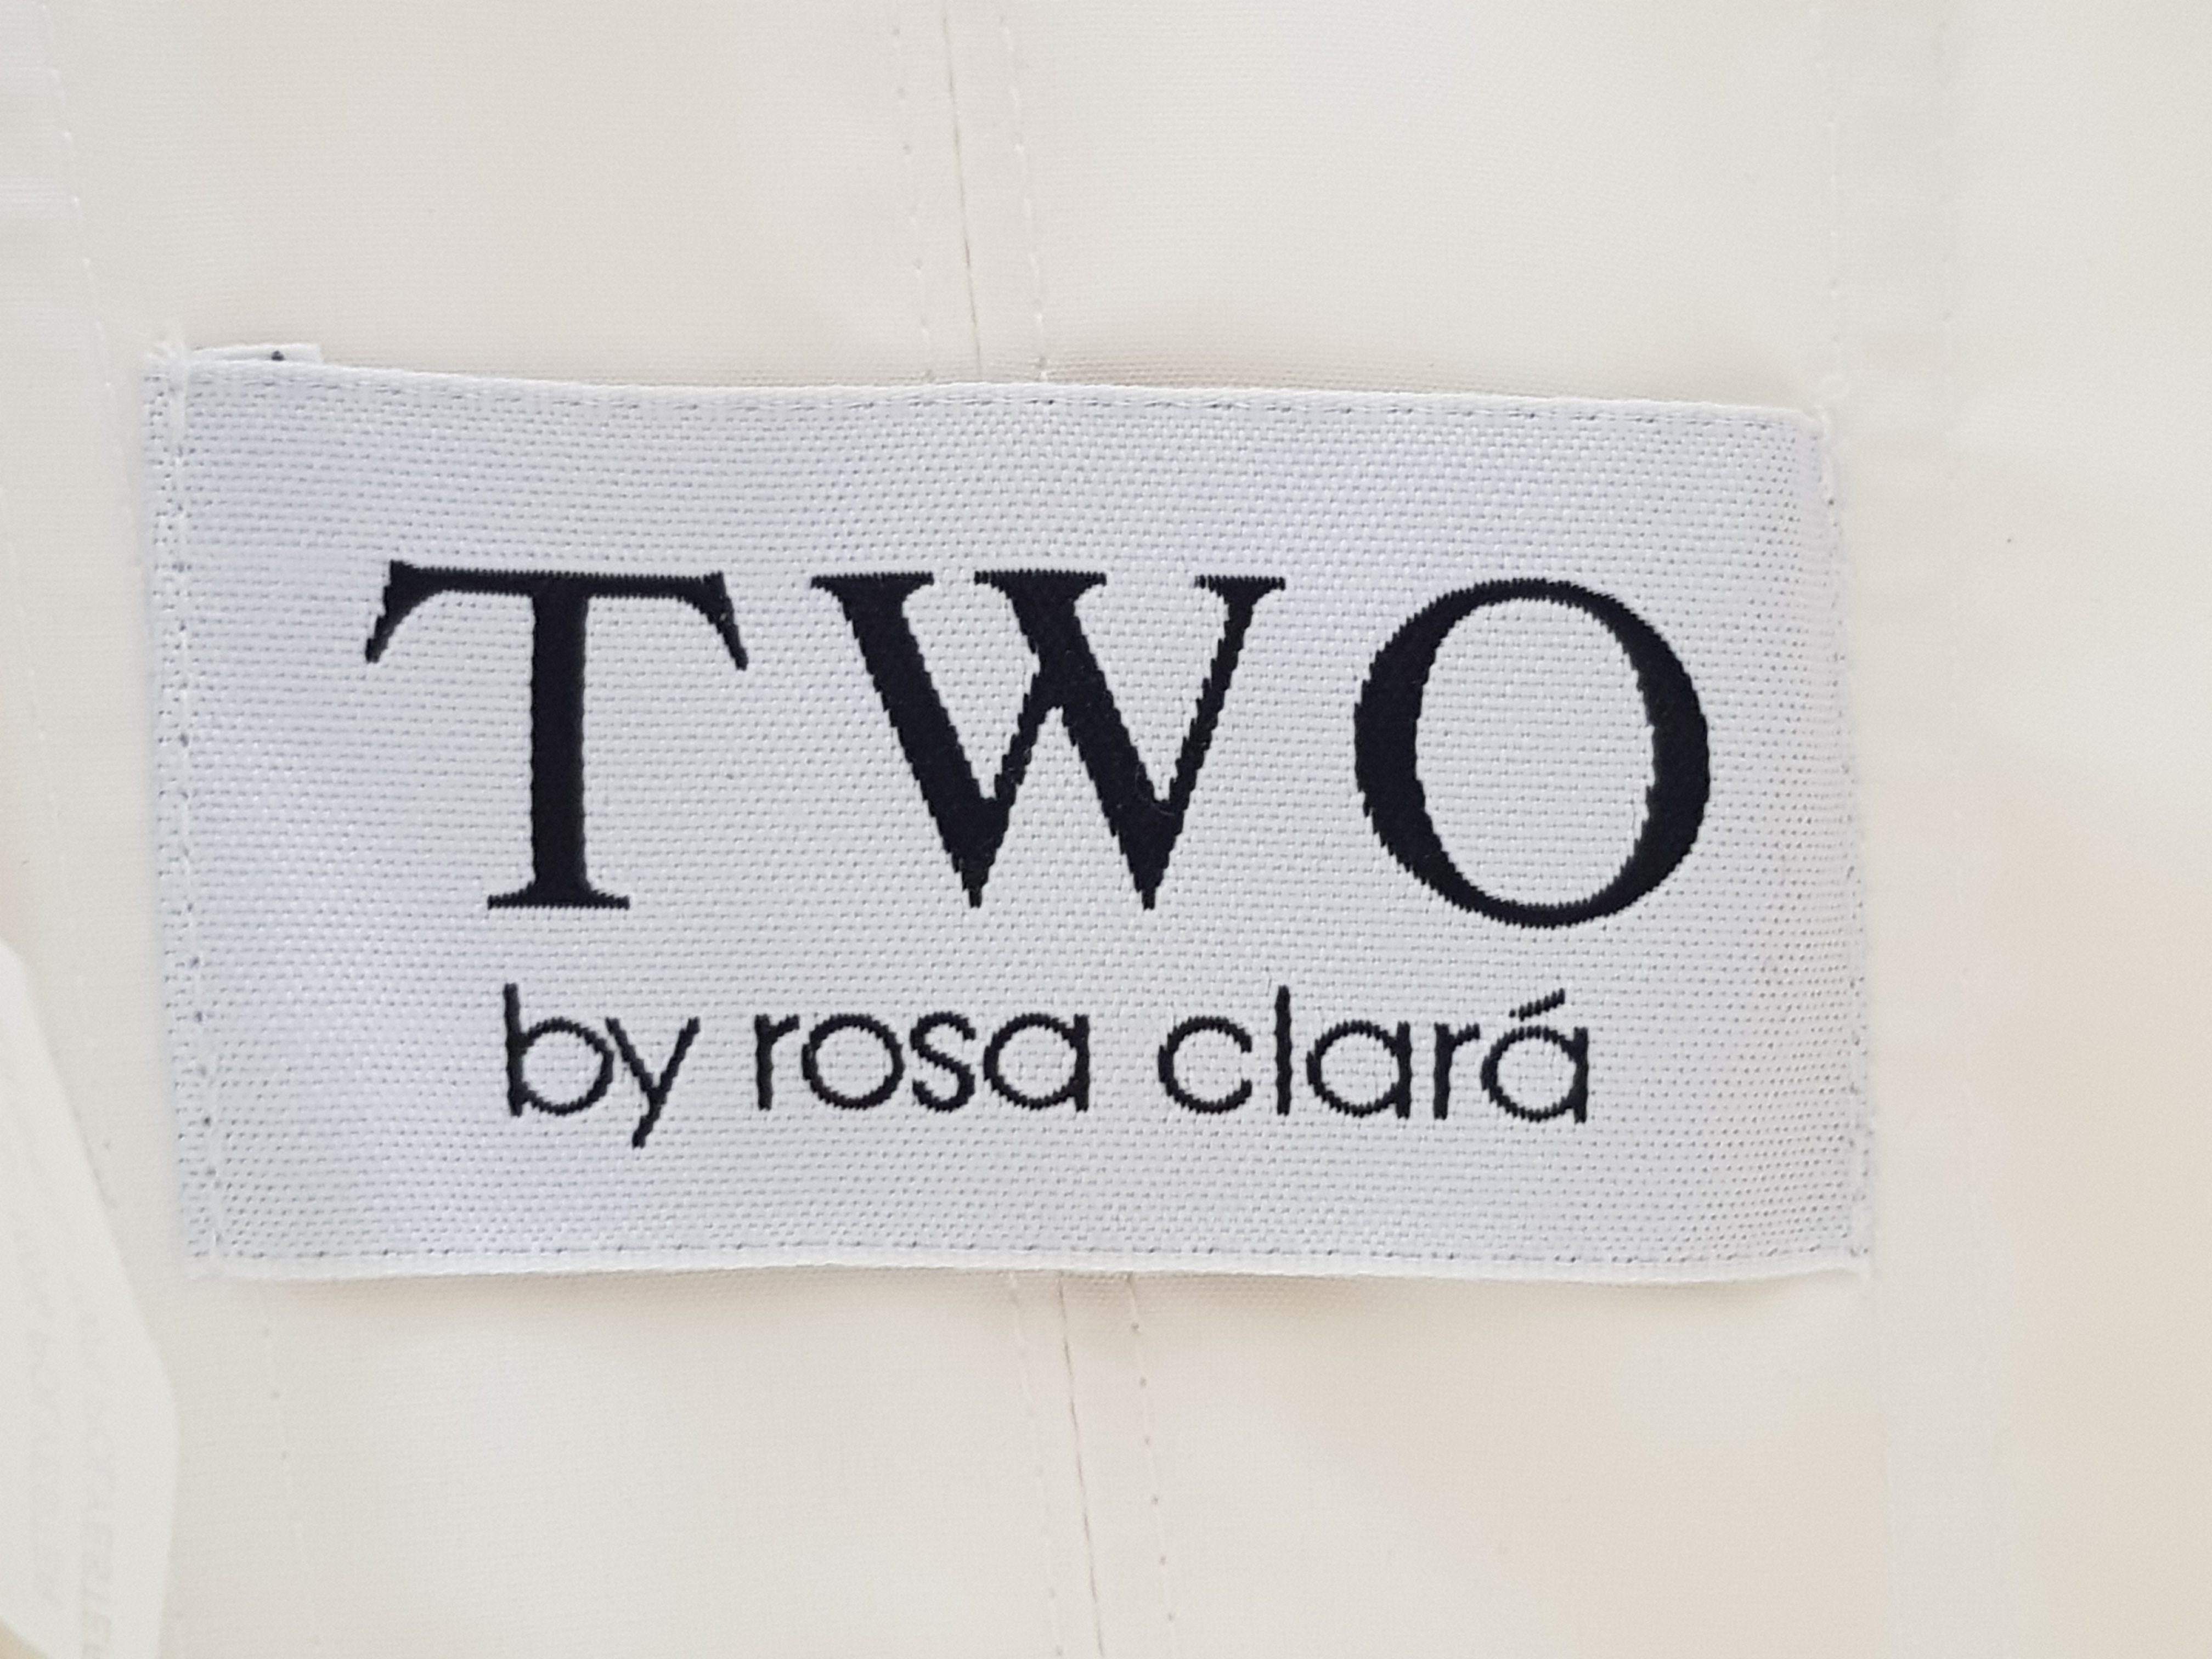 TWO
by rosa clará